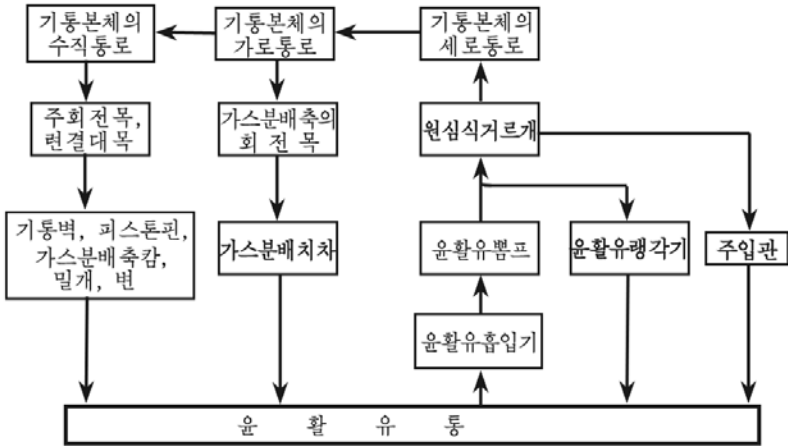 기통본체의
수직통로
기통본체의
가로통로
기통본체의
세로통로
주회전목,
련결대목
가스분배축의
회 전 목
원심식거르개
기통벽, 피스톤핀,
가스분배축캄,
밀개, 변
가스분배치차
윤활유뽐프
윤활유랭각기
주입관
윤활유흡입기
윤 활 유 통